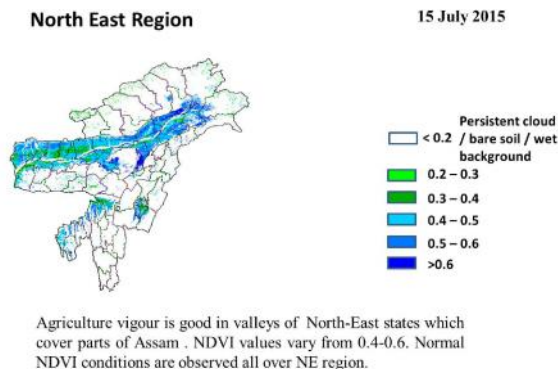 North East Region
15 July 2015
< 0.2 Persistent cloud / bare soil / wet background
0.2 – 0.3
0.3 – 0.4
0.4 – 0.5
0.5 – 0.6
>0.6
Agriculture vigour is good in valleys of North-East states which
cover parts of Assam . NDVI values vary from 0.4-0.6. Normal
NDVI conditions are observed all over NE region.